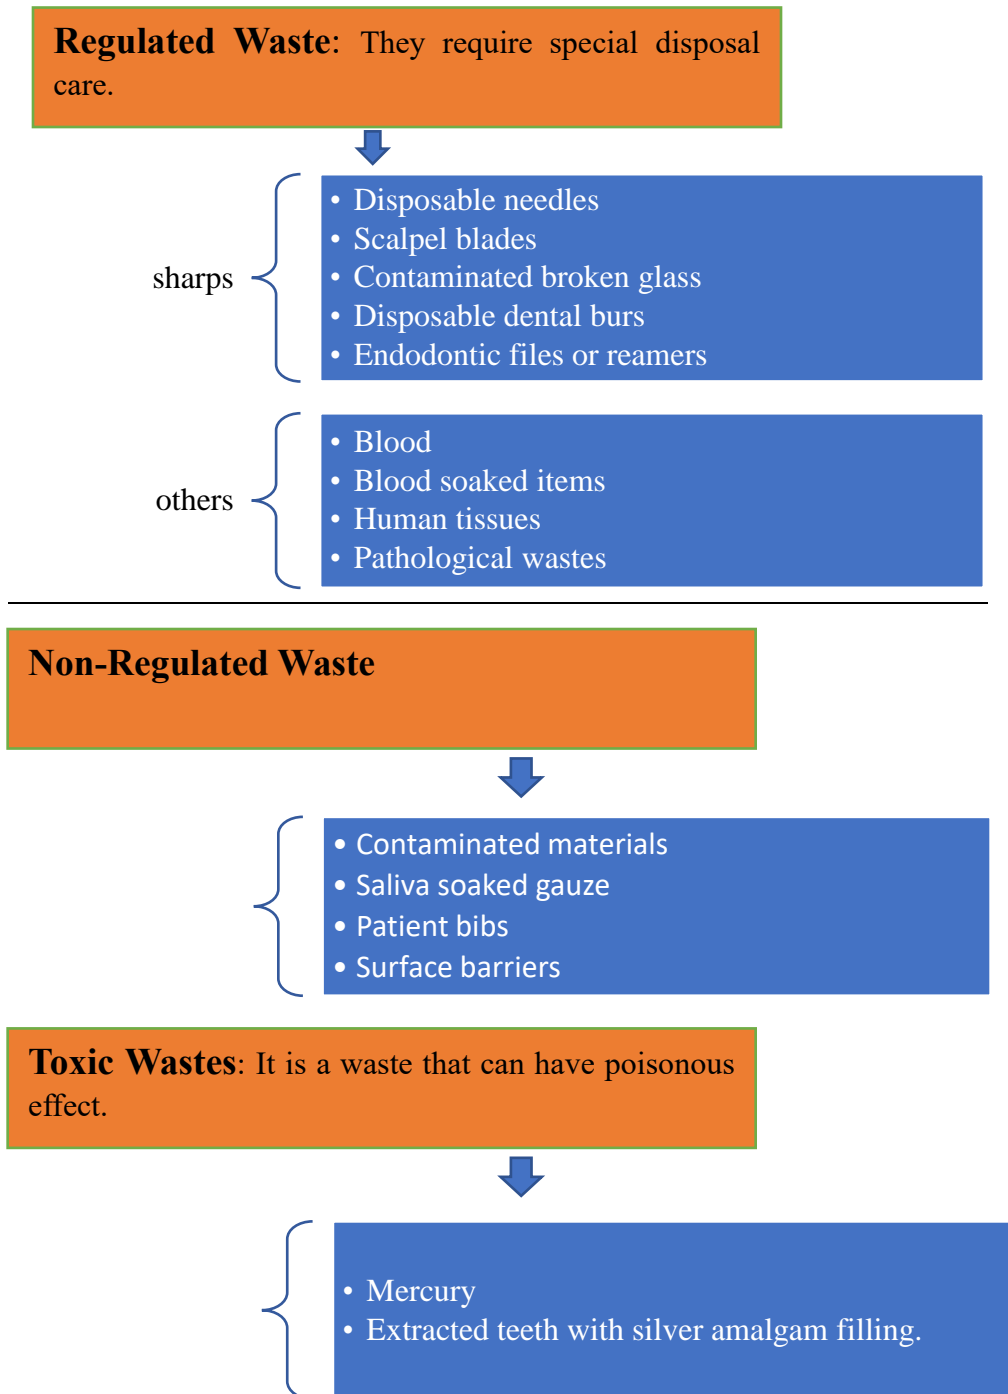 Regulated Waste: They require special disposal
care.
sharps
• Disposable needles
• Scalpel blades
• Contaminated broken glass
• Disposable dental burs
• Endodontic files or reamers
others
• Blood
• Blood soaked items
• Human tissues
• Pathological wastes
Non-Regulated Waste
• Contaminated materials
• Saliva soaked gauze
• Patient bibs
• Surface barriers
Toxic Wastes: It is a waste that can have poisonous
effect.
• Mercury
• Extracted teeth with silver amalgam filling.